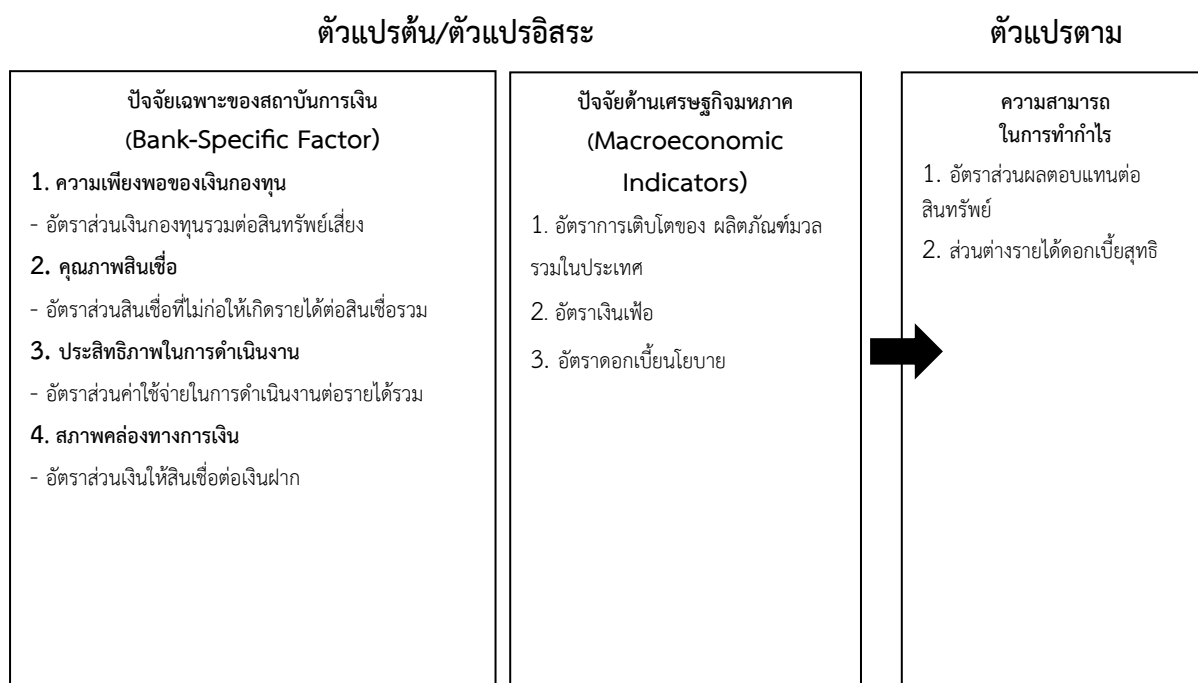 ตัวแปรต้น/ตัวแปรอิสระ
ตัวแปรตาม
ปัจจัยเฉพาะของสถาบันการเงิน
(Bank-Specific Factor)
1. ความเพียงพอของเงินกองทุน
- อัตราส่วนเงินกองทุนรวมต่อสินทรัพย์เสี่ยง
2. คุณภาพสินเชื่อ
- อัตราส่วนสินเชื่อที่ไม่ก่อให้เกิดรายได้ต่อสินเชื่อรวม
3. ประสิทธิภาพในการดำเนินงาน
- อัตราส่วนค่าใช้จ่ายในการดำเนินงานต่อรายได้รวม
4. สภาพคล่องทางการเงิน
- อัตราส่วนเงินให้สินเชื่อต่อเงินฝาก
ปัจจัยด้านเศรษฐกิจมหภาค
(Macroeconomic
Indicators)
1. อัตราการเติบโตของ ผลิตภัณฑ์มวล
รวมในประเทศ
2. อัตราเงินเฟ้อ
3. อัตราดอกเบี้ยนโยบาย
ความสามารถ
ในการทำกำไร
1. อัตราส่วนผลตอบแทนต่อ
สินทรัพย์
2. ส่วนต่างรายได้ดอกเบี้ยสุทธิ